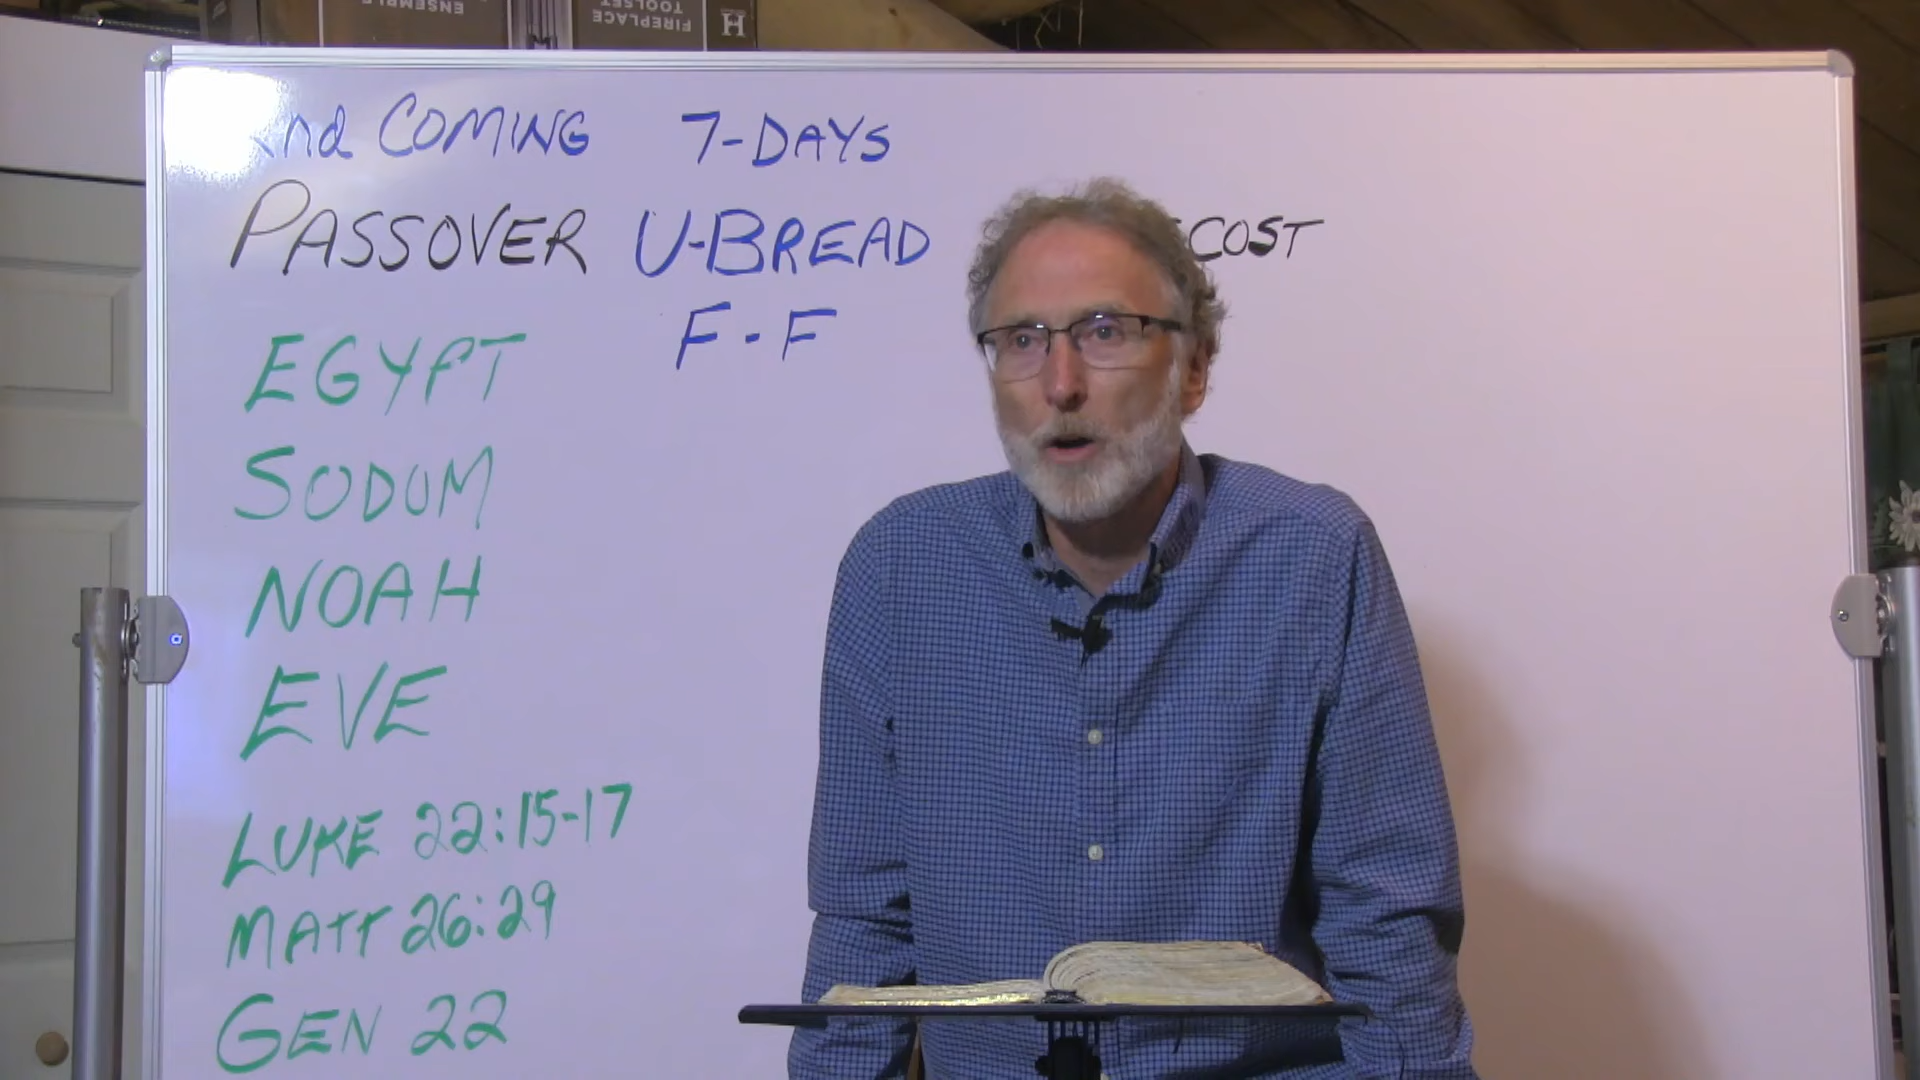 ENSEMBLE
FIREPLACE
TOOLSET
H
nd COMING 7-DAYS
PASSOVER U-BREAD COST
F-F
EGYPT
SODOM
NOAH
EVE
LUKE 22:15-17
MATT 26:29
GEN 22